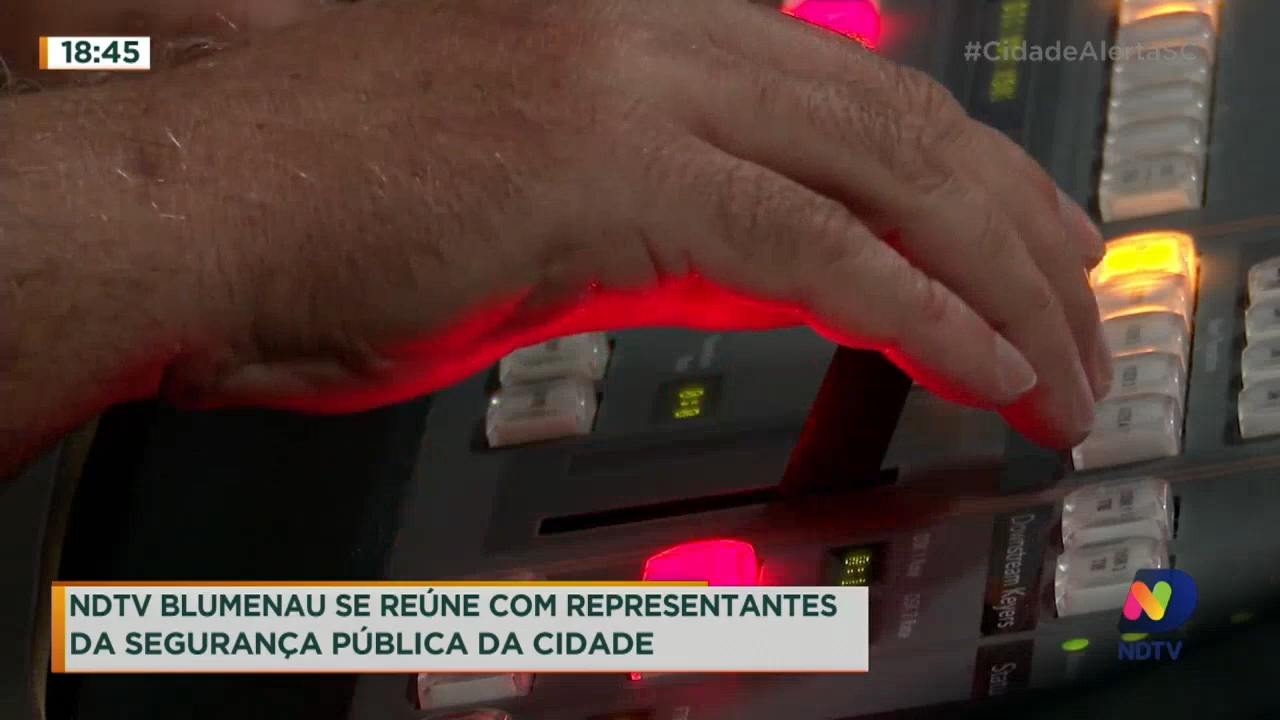 18:45
#CidadeAlertaSC
Downstream Keyers
NDTV BLUMENAU SE REÚNE COM REPRESENTANTES
DA SEGURANÇA PÚBLICA DA CIDADE
NDTV